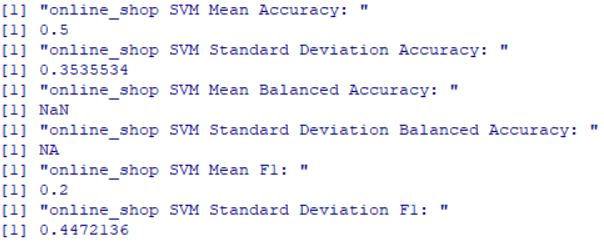 [1] "online_shop SVM Mean Accuracy: "
[1] 0.5
[1] "online_shop SVM Standard Deviation Accuracy: "
[1] 0.3535534
[1] "online_shop SVM Mean Balanced Accuracy: "
[1] NaN
[1] "online_shop SVM Standard Deviation Balanced Accuracy: "
[1] NA
[1] "online_shop SVM Mean F1: "
[1] 0.2
[1] "online_shop SVM Standard Deviation F1: "
[1] 0.4472136